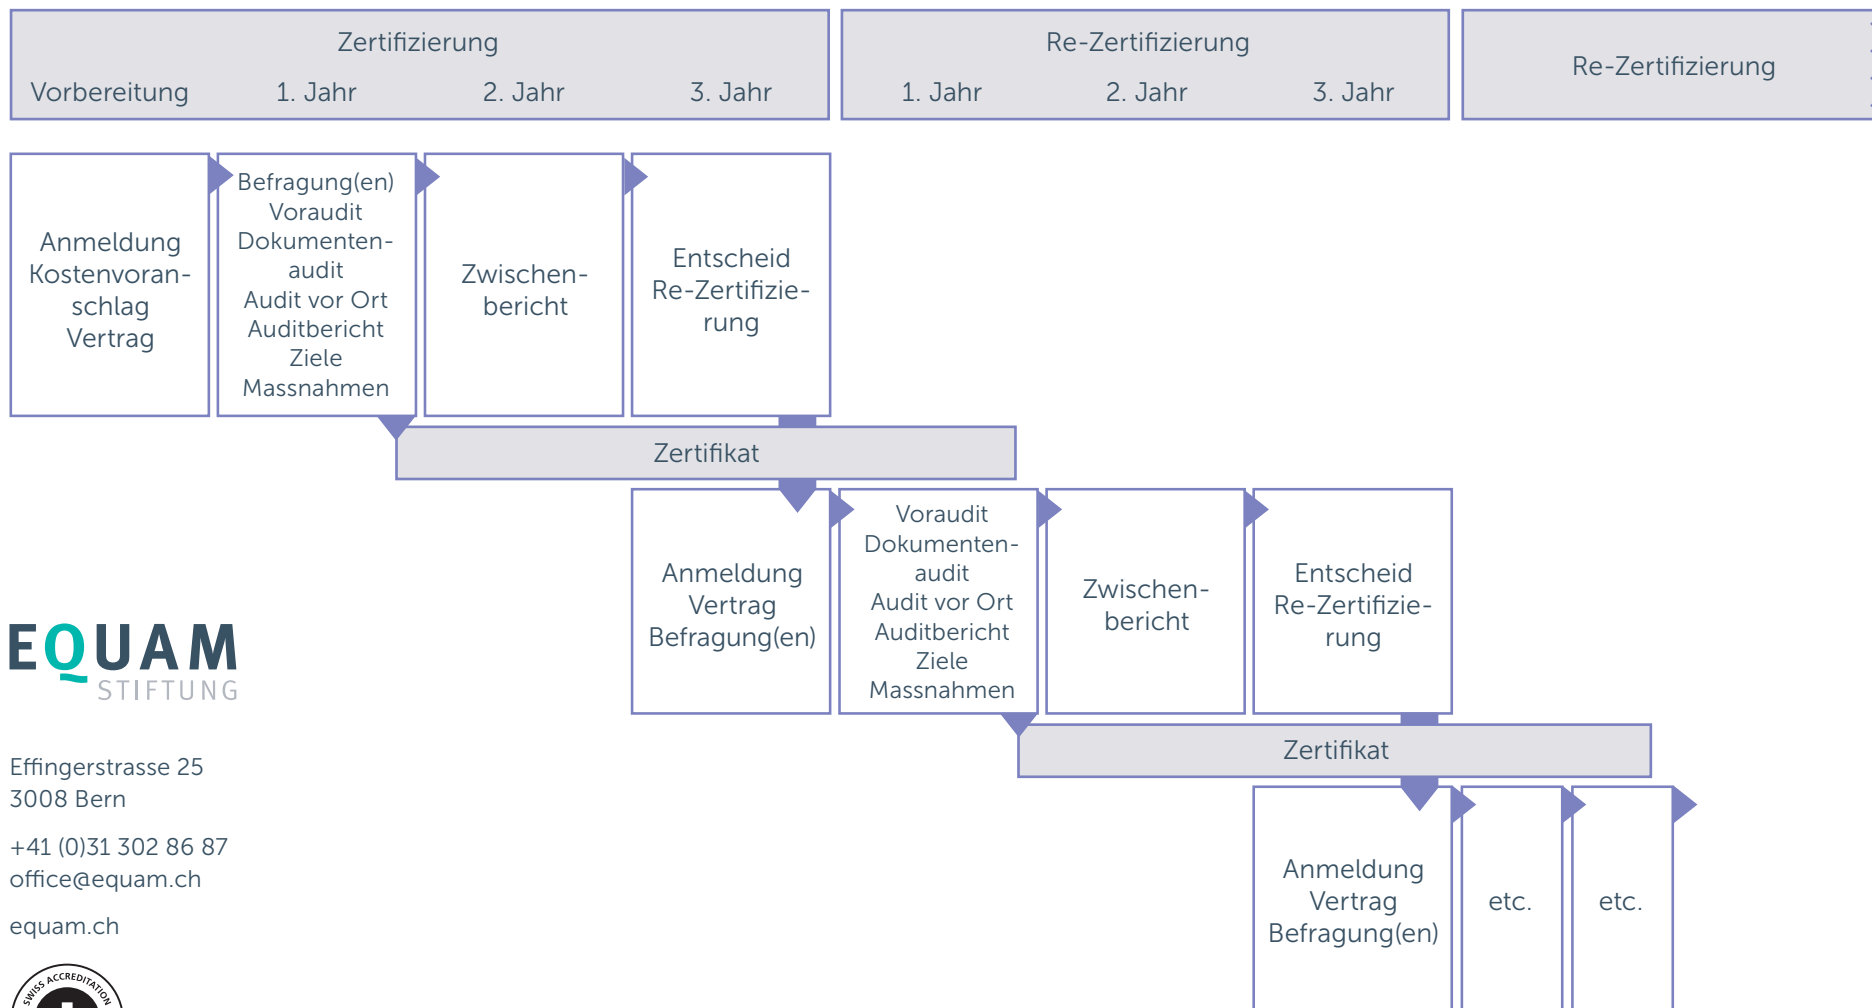 Zertifizierung
Vorbereitung 1. Jahr 2. Jahr 3. Jahr
Re-Zertifizierung
1. Jahr 2. Jahr 3. Jahr
Re-Zertifizierung
Anmeldung
Kostenvoran-
schlag
Vertrag
Befragung(en)
Voraudit
Dokumenten-
audit
Audit vor Ort
Auditbericht
Ziele
Massnahmen
Zwischen-
bericht
Entscheid
Re-Zertifizie-
rung
Zertifikat
Anmeldung
Vertrag
Befragung(en)
Voraudit
Dokumenten-
audit
Audit vor Ort
Auditbericht
Ziele
Massnahmen
Zwischen-
bericht
Entscheid
Re-Zertifizie-
rung
Zertifikat
Anmeldung
Vertrag
Befragung(en)
etc.
etc.
EQUAM
STIFTUNG
Effingerstrasse 25
3008 Bern
+41 (0)31 302 86 87
office@equam.ch
equam.ch
SWISS ACCREDITATION